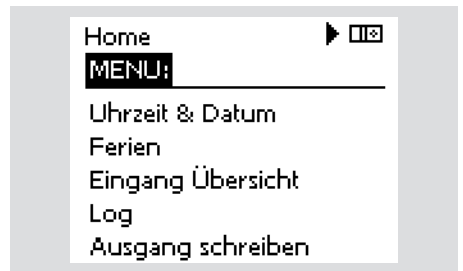 Home
MENU:
Uhrzeit & Datum
Ferien
Eingang Übersicht
Log
Ausgang schreiben